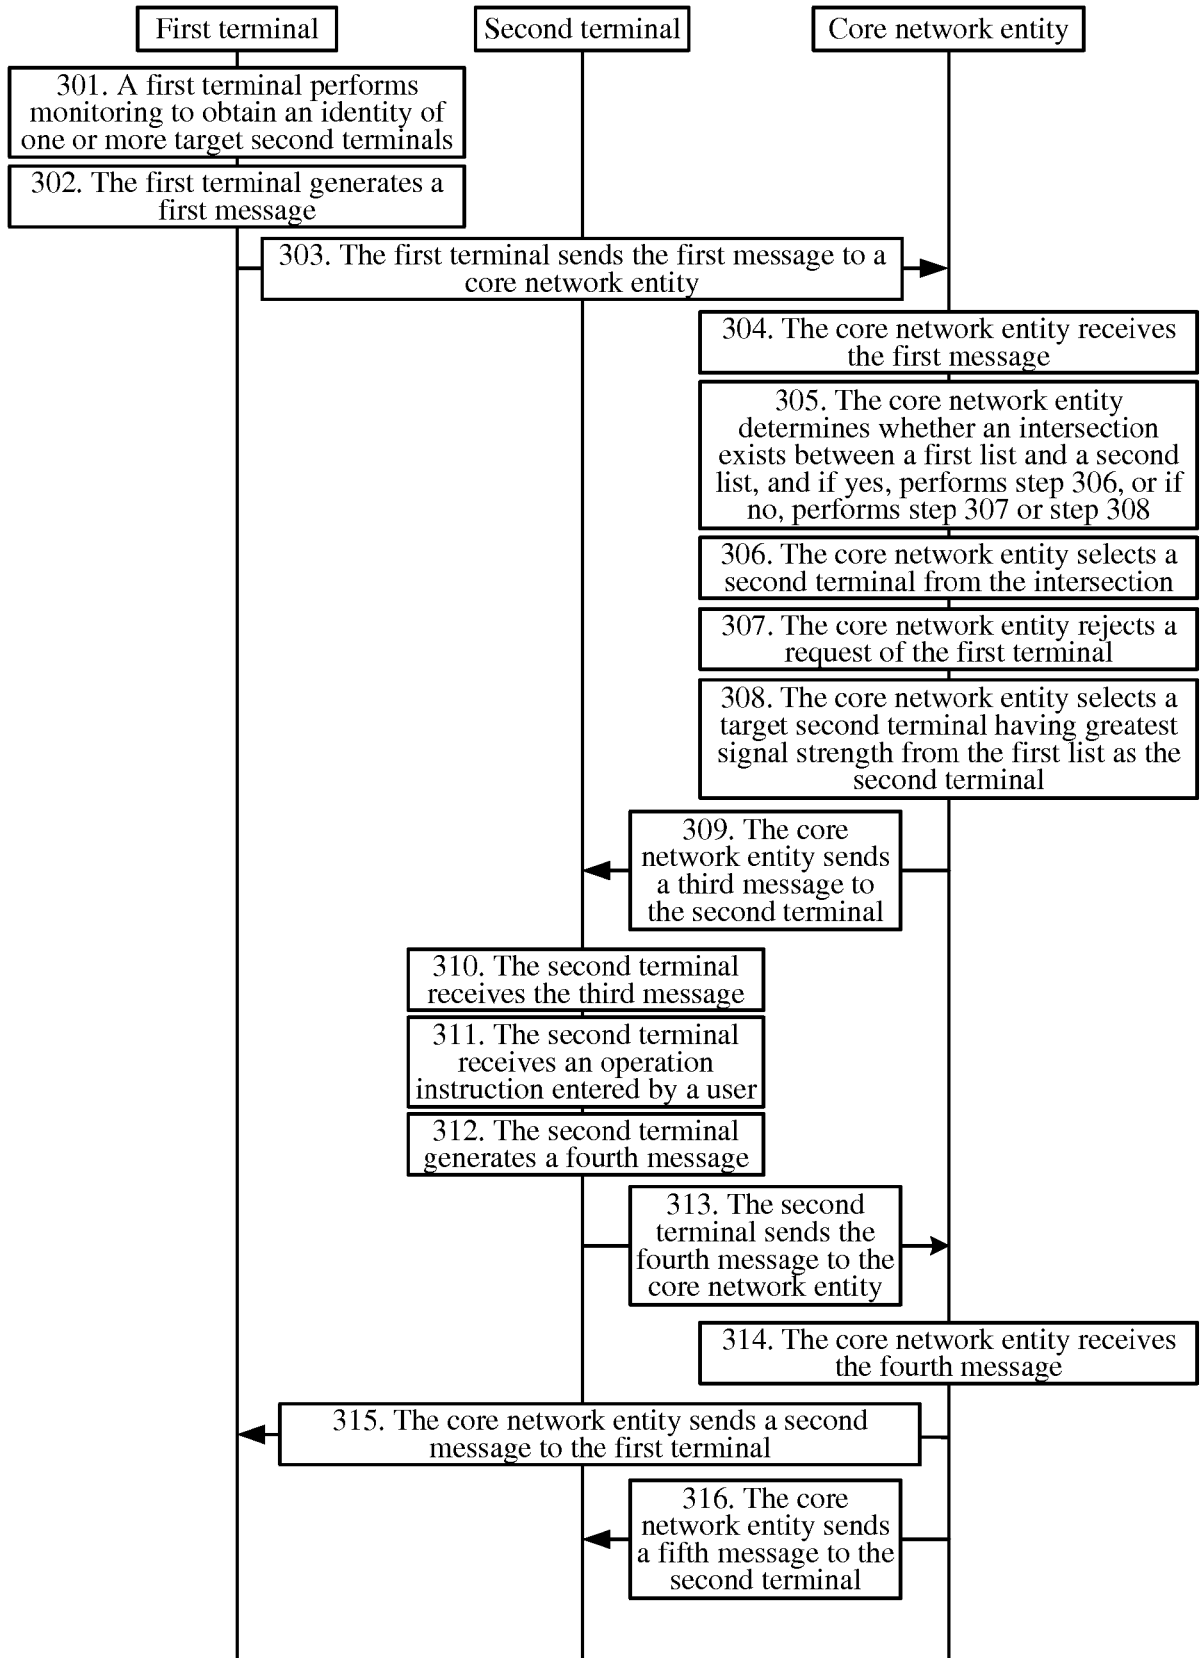 First terminal
Second terminal
Core network entity
301. A first terminal performs
monitoring to obtain an identity of
one or more target second terminals
302. The first terminal generates a
first message
303. The first terminal sends the first message to a
core network entity
304. The core network entity receives
the first message
305. The core network entity
determines whether an intersection
exists between a first list and a second
list, and if yes, performs step 306, or if
no, performs step 307 or step 308
306. The core network entity selects a
second terminal from the intersection
307. The core network entity rejects a
request of the first terminal
308. The core network entity selects a
target second terminal having greatest
signal strength from the first list as the
second terminal
309. The core
network entity sends
a third message to
the second terminal
310. The second terminal
receives the third message
311. The second terminal
receives an operation
instruction entered by a user
312. The second terminal
generates a fourth message
313. The second
terminal sends the
fourth message to the
core network entity
314. The core network entity receives
the fourth message
315. The core network entity sends a second
message to the first terminal
316. The core
network entity sends
a fifth message to the
second terminal